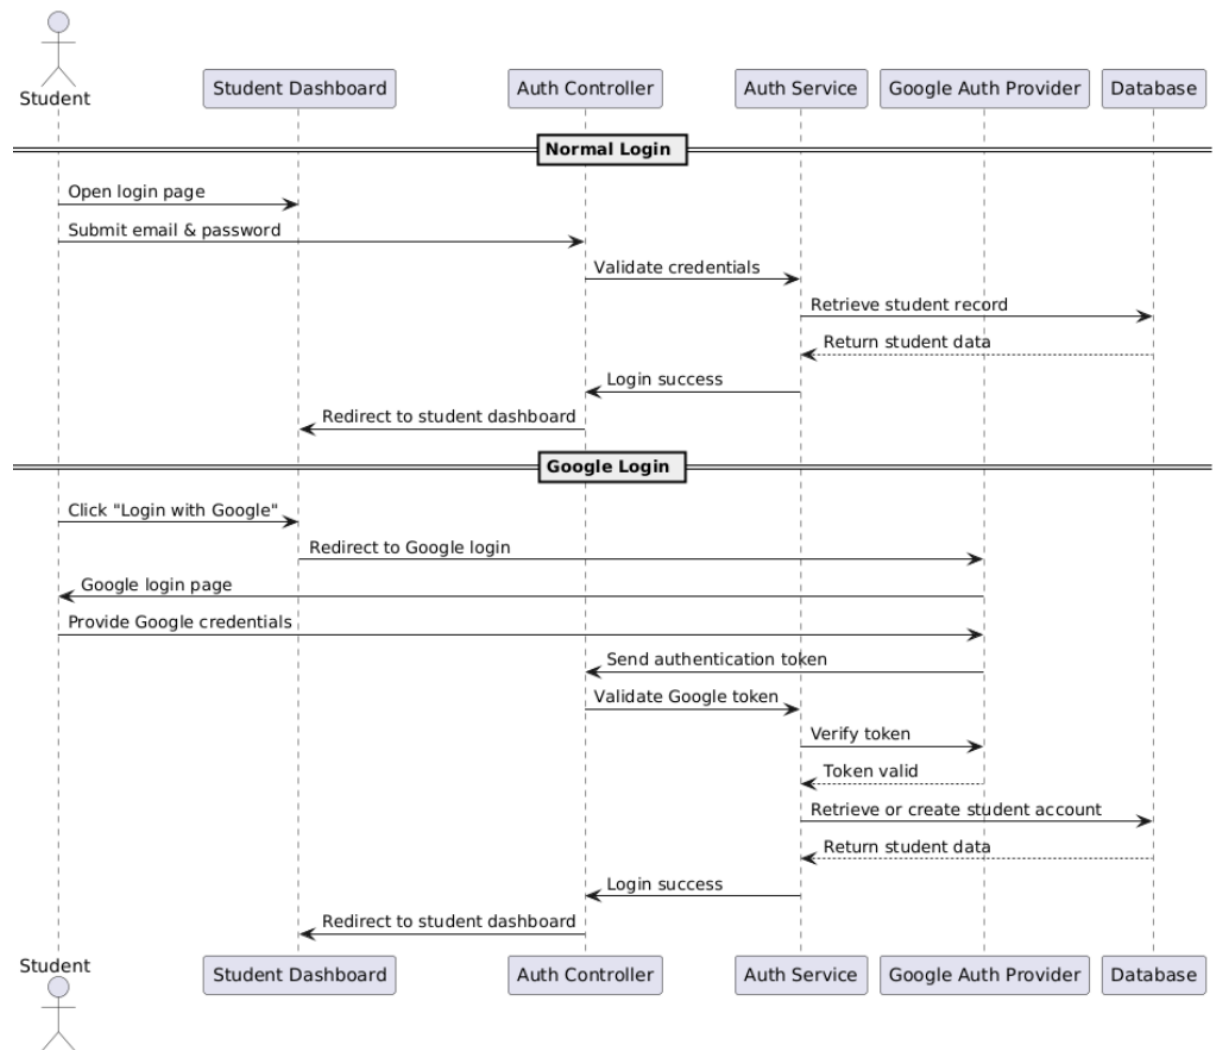 Student
Student Dashboard
Auth Controller
Auth Service
Google Auth Provider
Database
Normal Login
Open login page
Submit email & password
Validate credentials
Retrieve student record
Return student data
Login success
Redirect to student dashboard
Google Login
Click "Login with Google"
Redirect to Google login
Google login page
Provide Google credentials
Send authentication token
Validate Google token
Verify token
Token valid
Retrieve or create student account
Return student data
Login success
Redirect to student dashboard
Student
Student Dashboard
Auth Controller
Auth Service
Google Auth Provider
Database